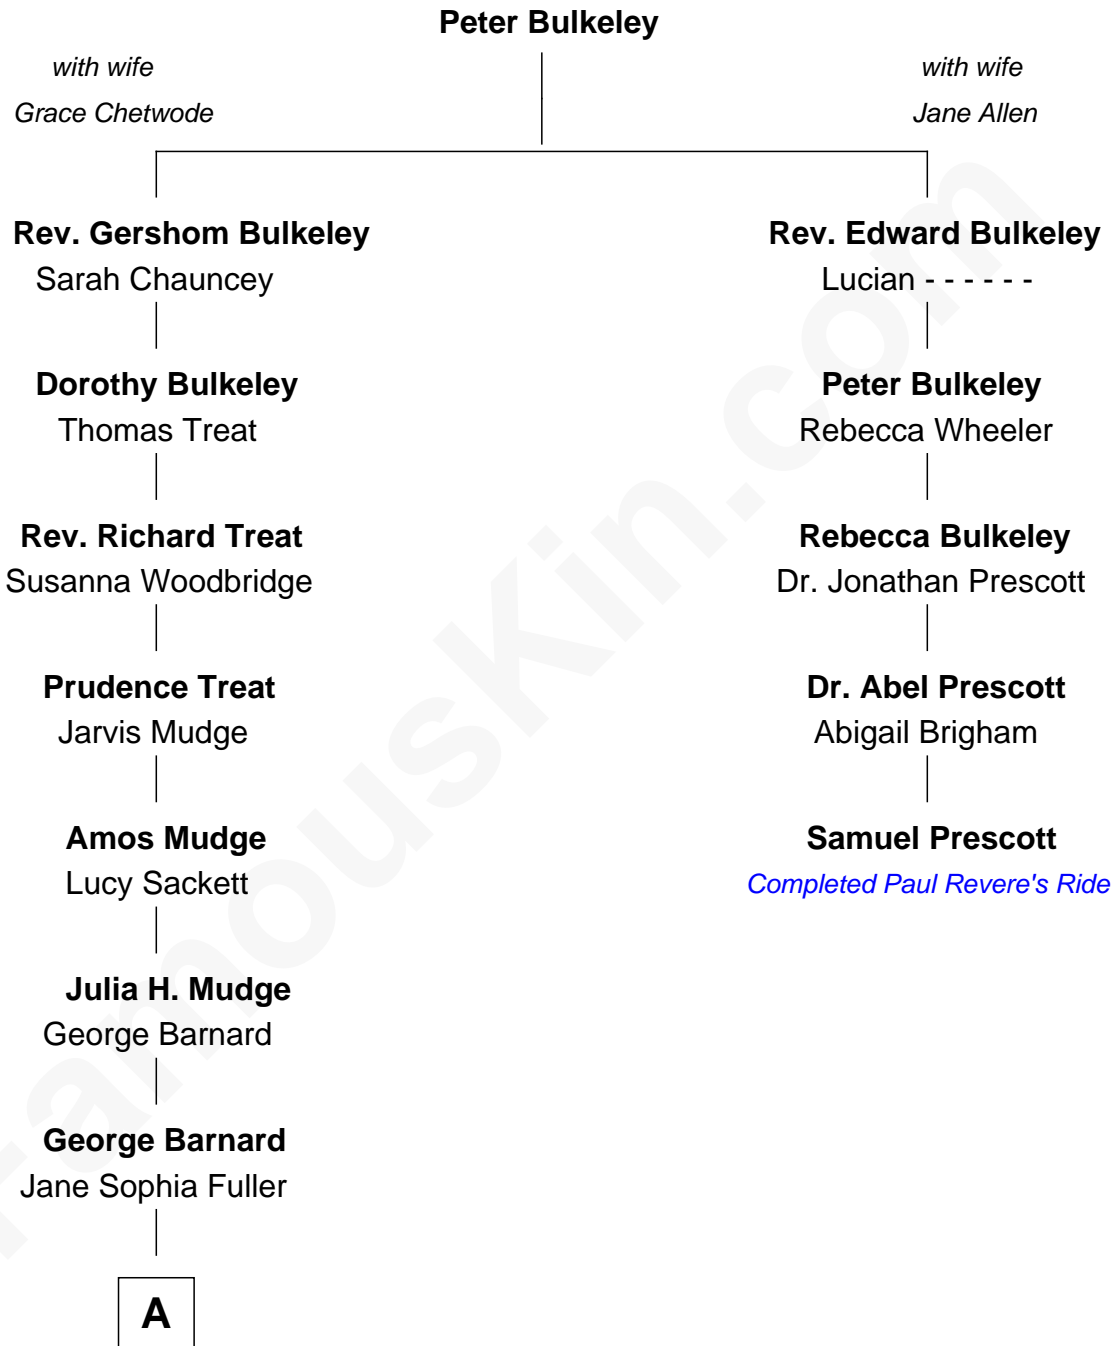 Peter Bulkeley
with wife
Grace Chetwode
with wife
Jane Allen
Rev. Gershom Bulkeley
Sarah Chauncey
Dorothy Bulkeley
Thomas Treat
Rev. Richard Treat
Susanna Woodbridge
Prudence Treat
Jarvis Mudge
Amos Mudge
Lucy Sackett
Julia H. Mudge
George Barnard
George Barnard
Jane Sophia Fuller
A
Rev. Edward Bulkeley
Lucian - - - - - -
Peter Bulkeley
Rebecca Wheeler
Rebecca Bulkeley
Dr. Jonathan Prescott
Dr. Abel Prescott
Abigail Brigham
Samuel Prescott
Completed Paul Revere's Ride
FamousKin.com